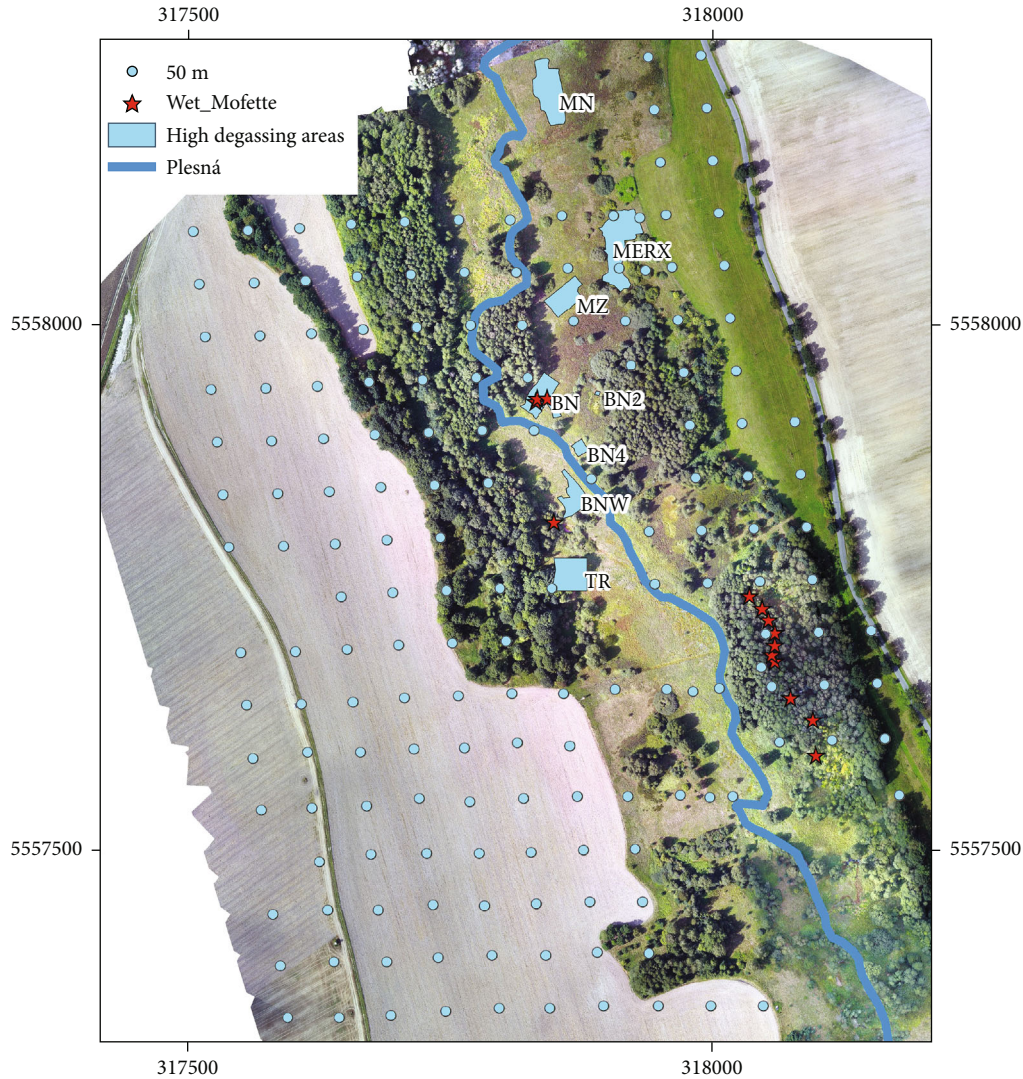 317500 318000
50 m
Wet_Mofette
High degassing areas
Plesná
MN
MERX
MZ
5558000 5558000
BN BN2
BN4
BNW
TR
5557500 5557500
317500 318000